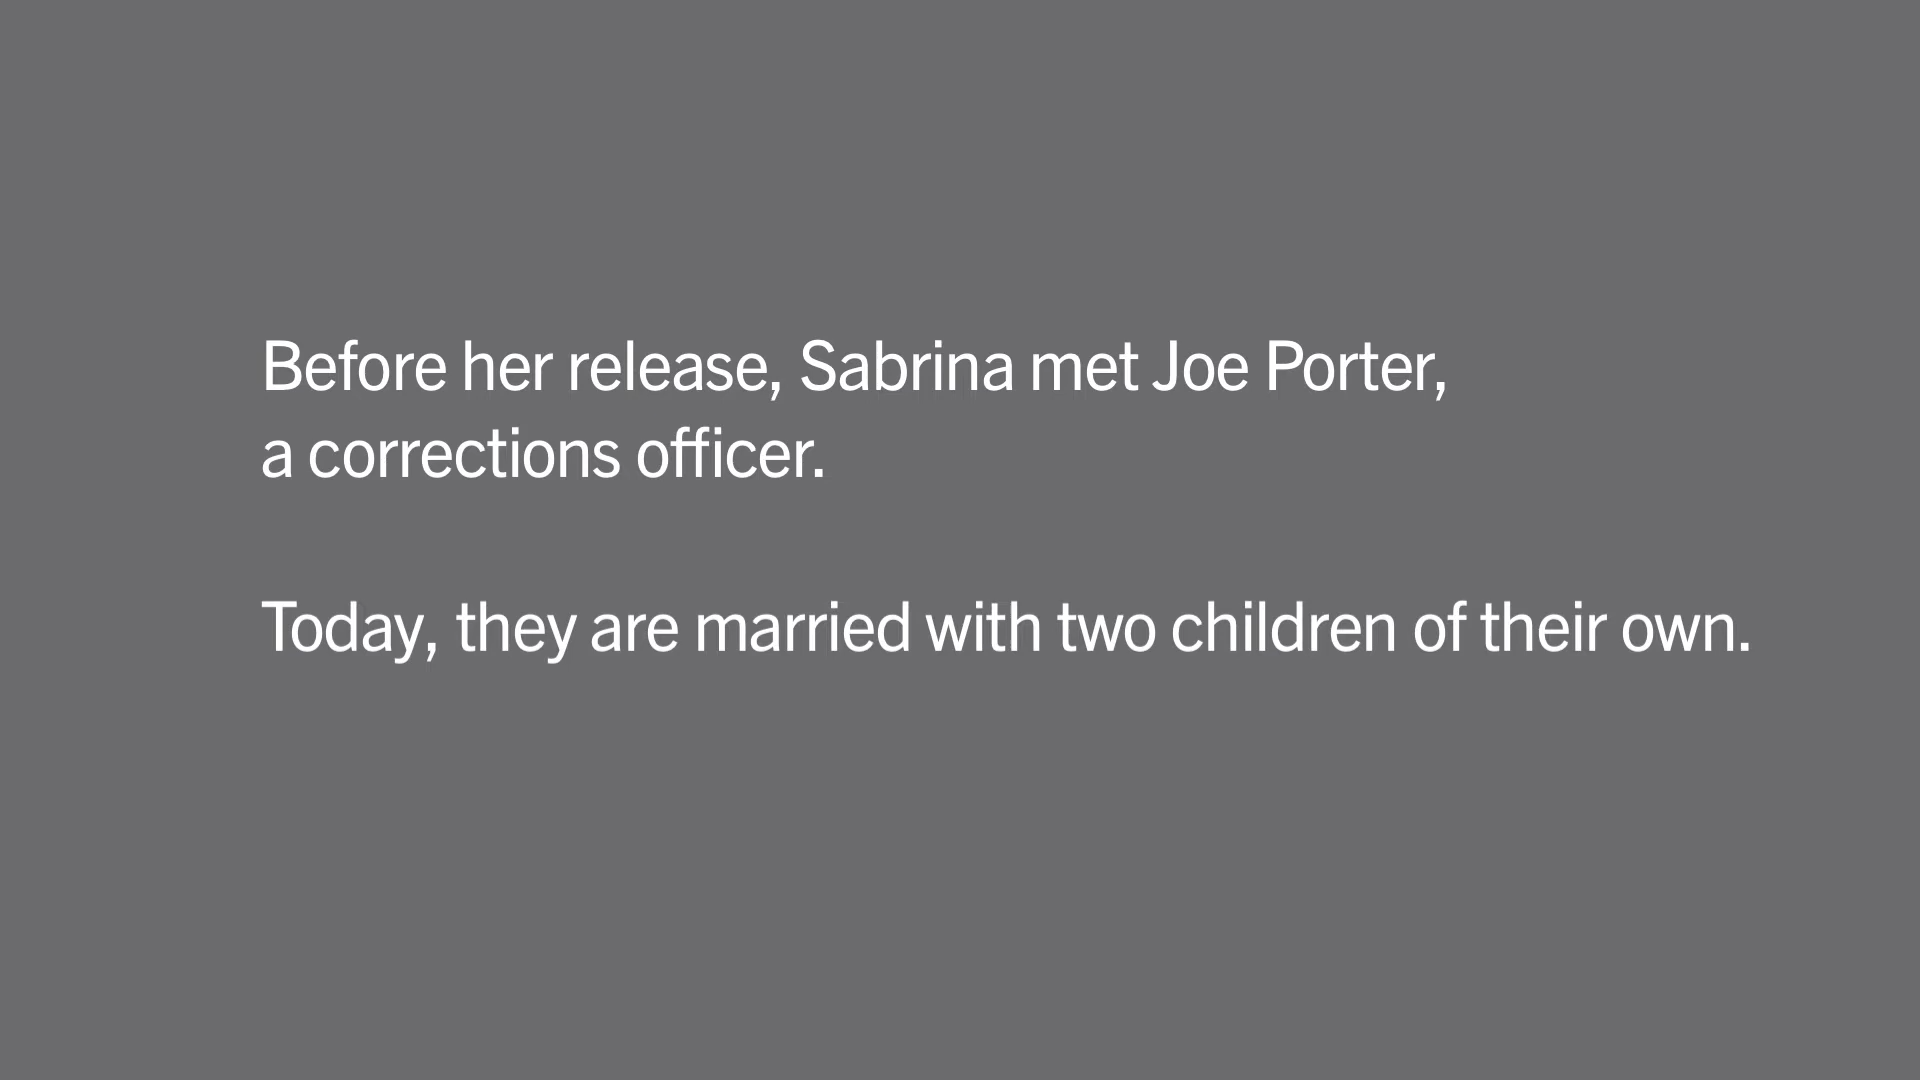 Before her release, Sabrina met Joe Porter,
a corrections officer.
Today, they are married with two children of their own.